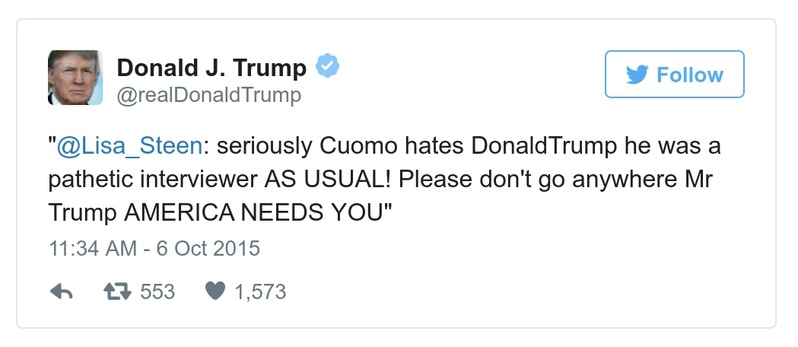 Donald J. Trump
Follow
@realDonaldTrump
"@Lisa_Steen: seriously Cuomo hates DonaldTrump he was a
pathetic interviewer AS USUAL! Please don't go anywhere Mr
Trump AMERICA NEEDS YOU"
11:34 AM - 6 Oct 2015
553 1,573